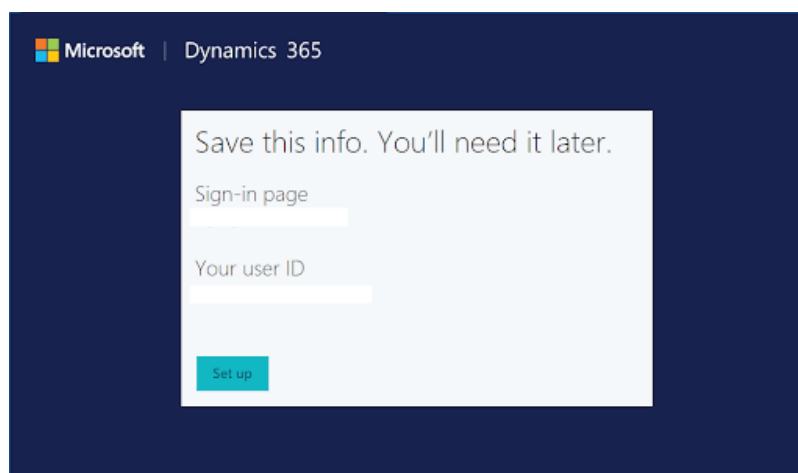 Microsoft | Dynamics 365
Save this info. You'll need it later.
Sign-in page
Your user ID
Set up